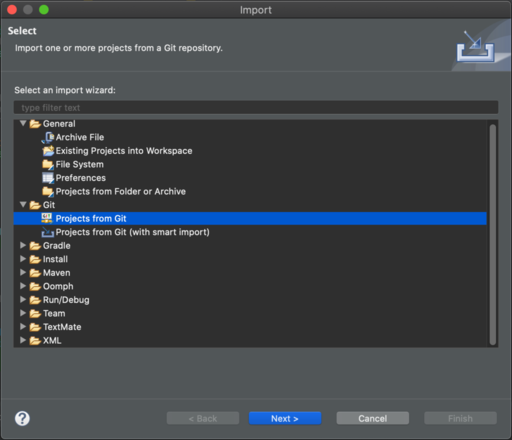 Import
Select
Import one or more projects from a Git repository.
Select an import wizard:
type filter text
General
Archive File
Existing Projects into Workspace
File System
Preferences
Projects from Folder or Archive
Git
Projects from Git
Projects from Git (with smart import)
Gradle
Install
Maven
Oomph
Run/Debug
Team
TextMate
XML
? < Back Next > Cancel Finish